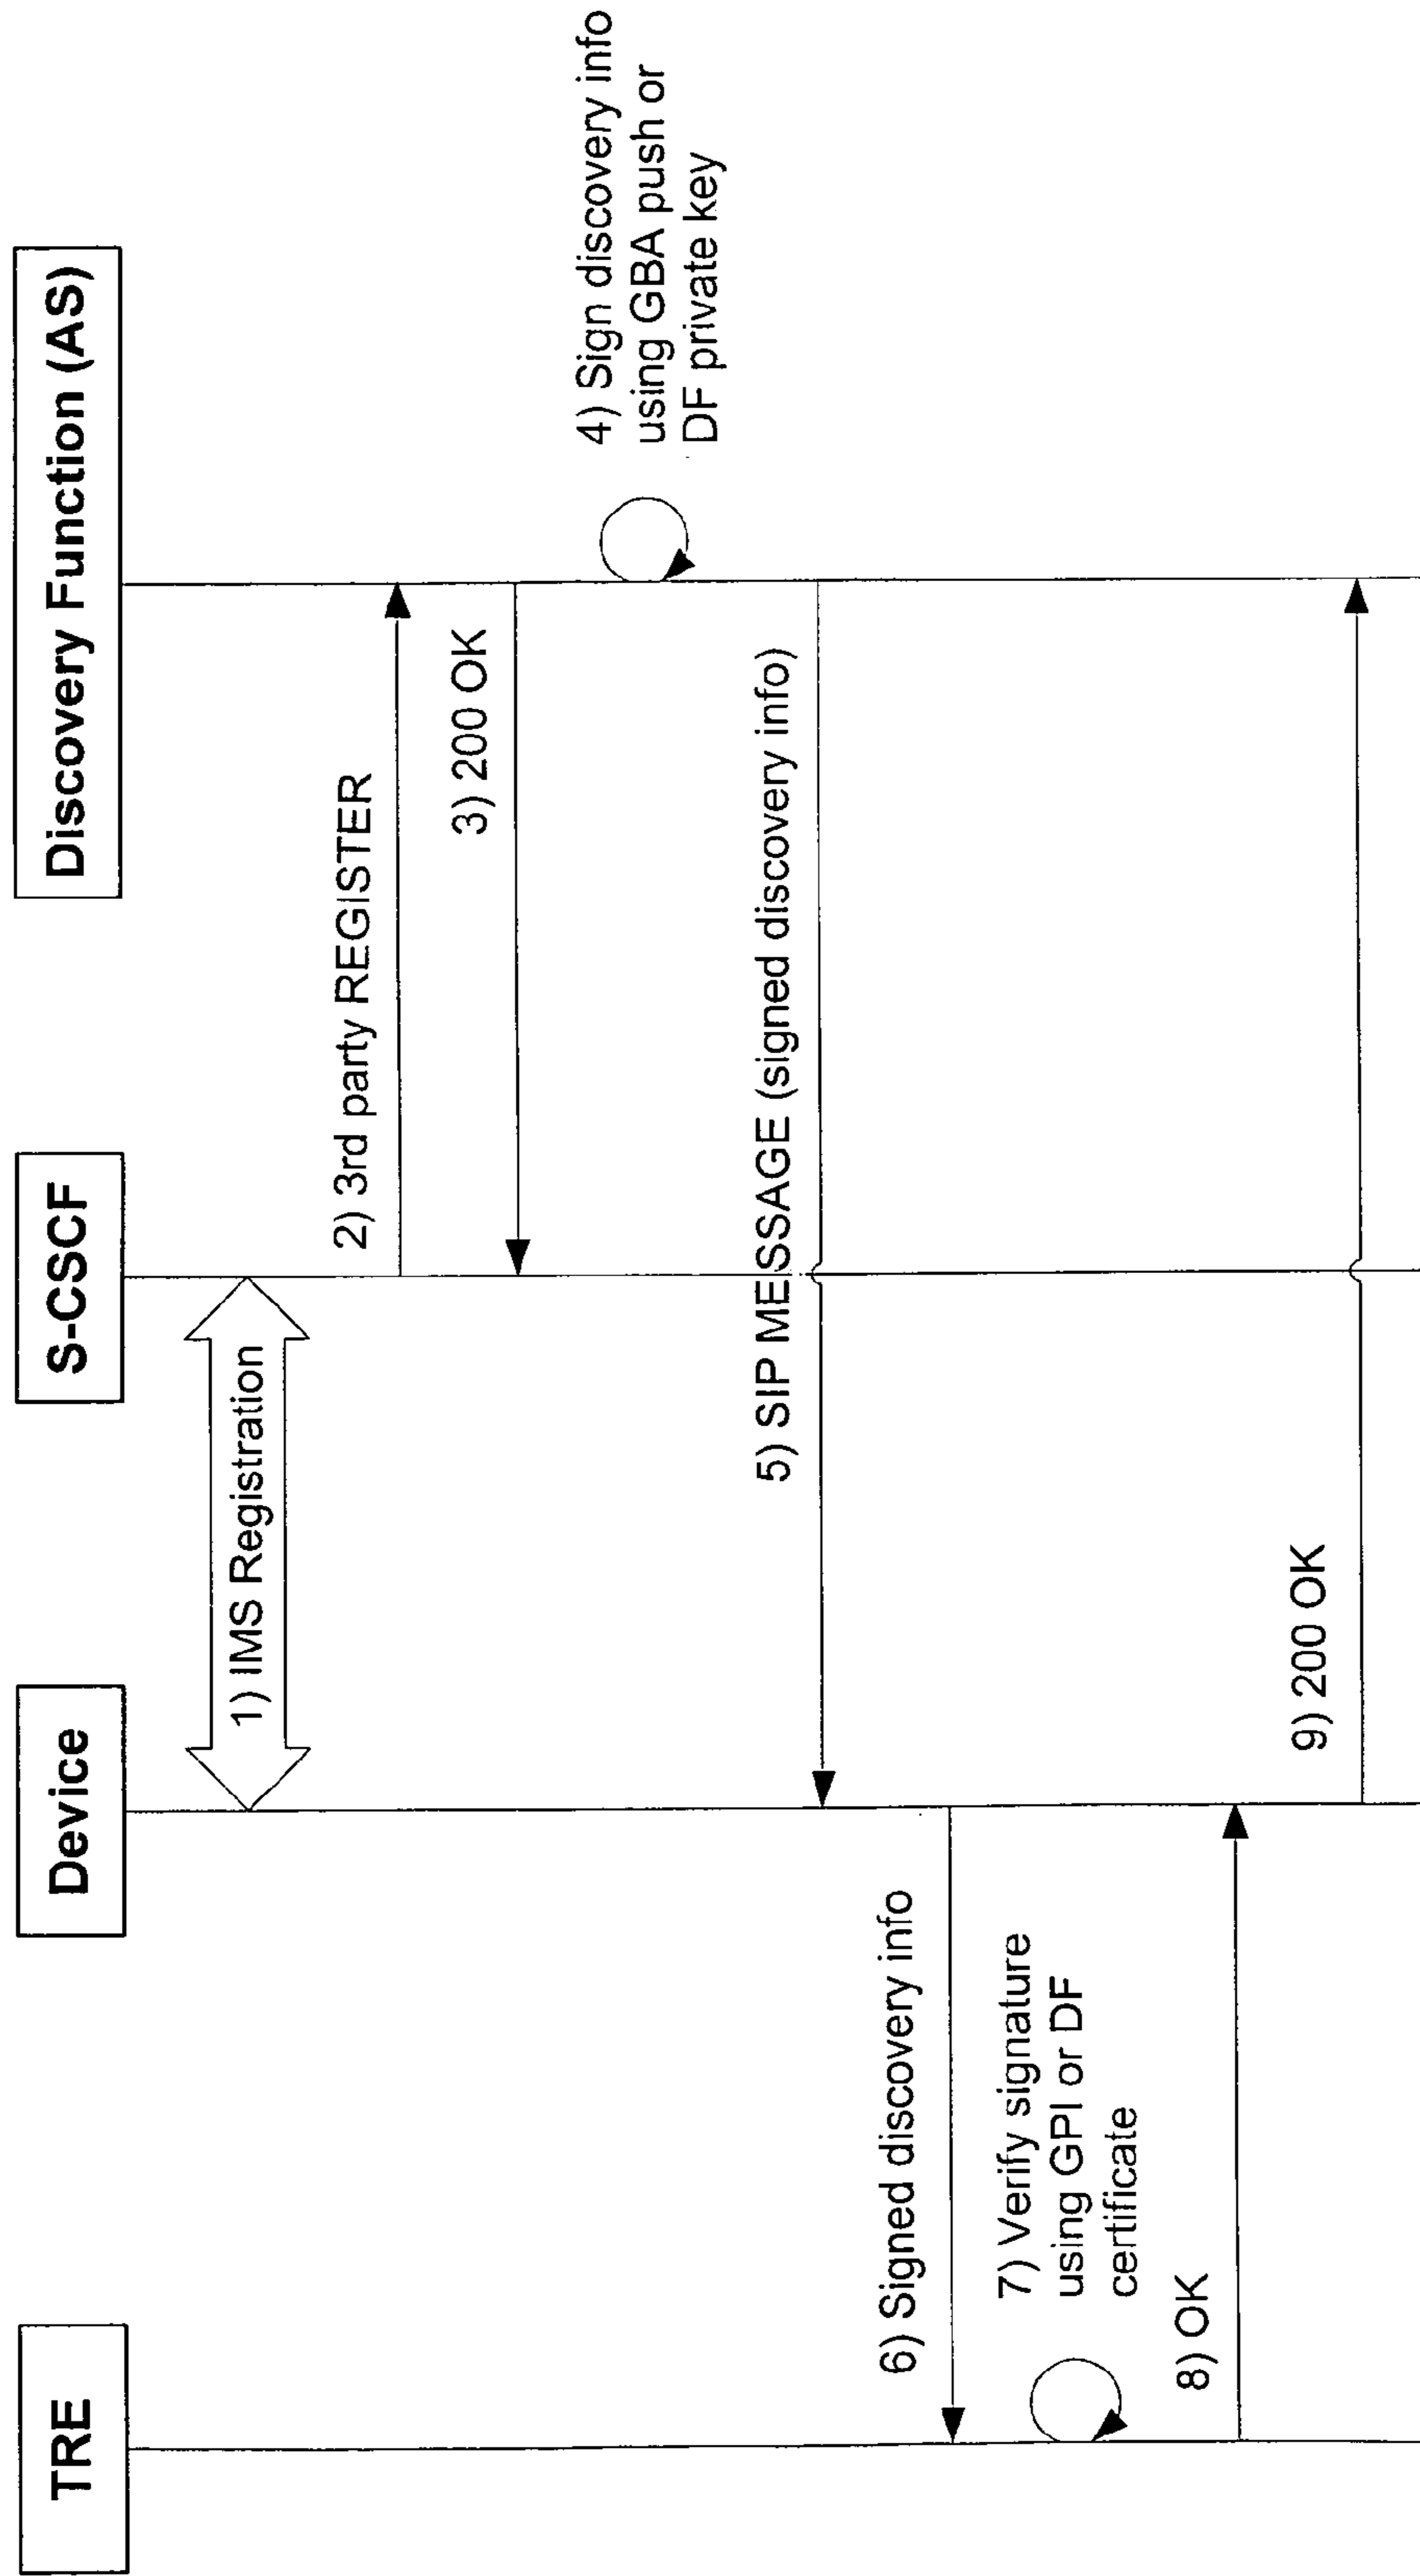 TRE
Device
S-CSCF
Discovery Function (AS)
1) IMS Registration
2) 3rd party REGISTER
3) 200 OK
4) Sign discovery info
using GBA push or
DF private key
5) SIP MESSAGE (signed discovery info)
6) Signed discovery info
7) Verify signature
using GPI or DF
certificate
8) OK
9) 200 OK